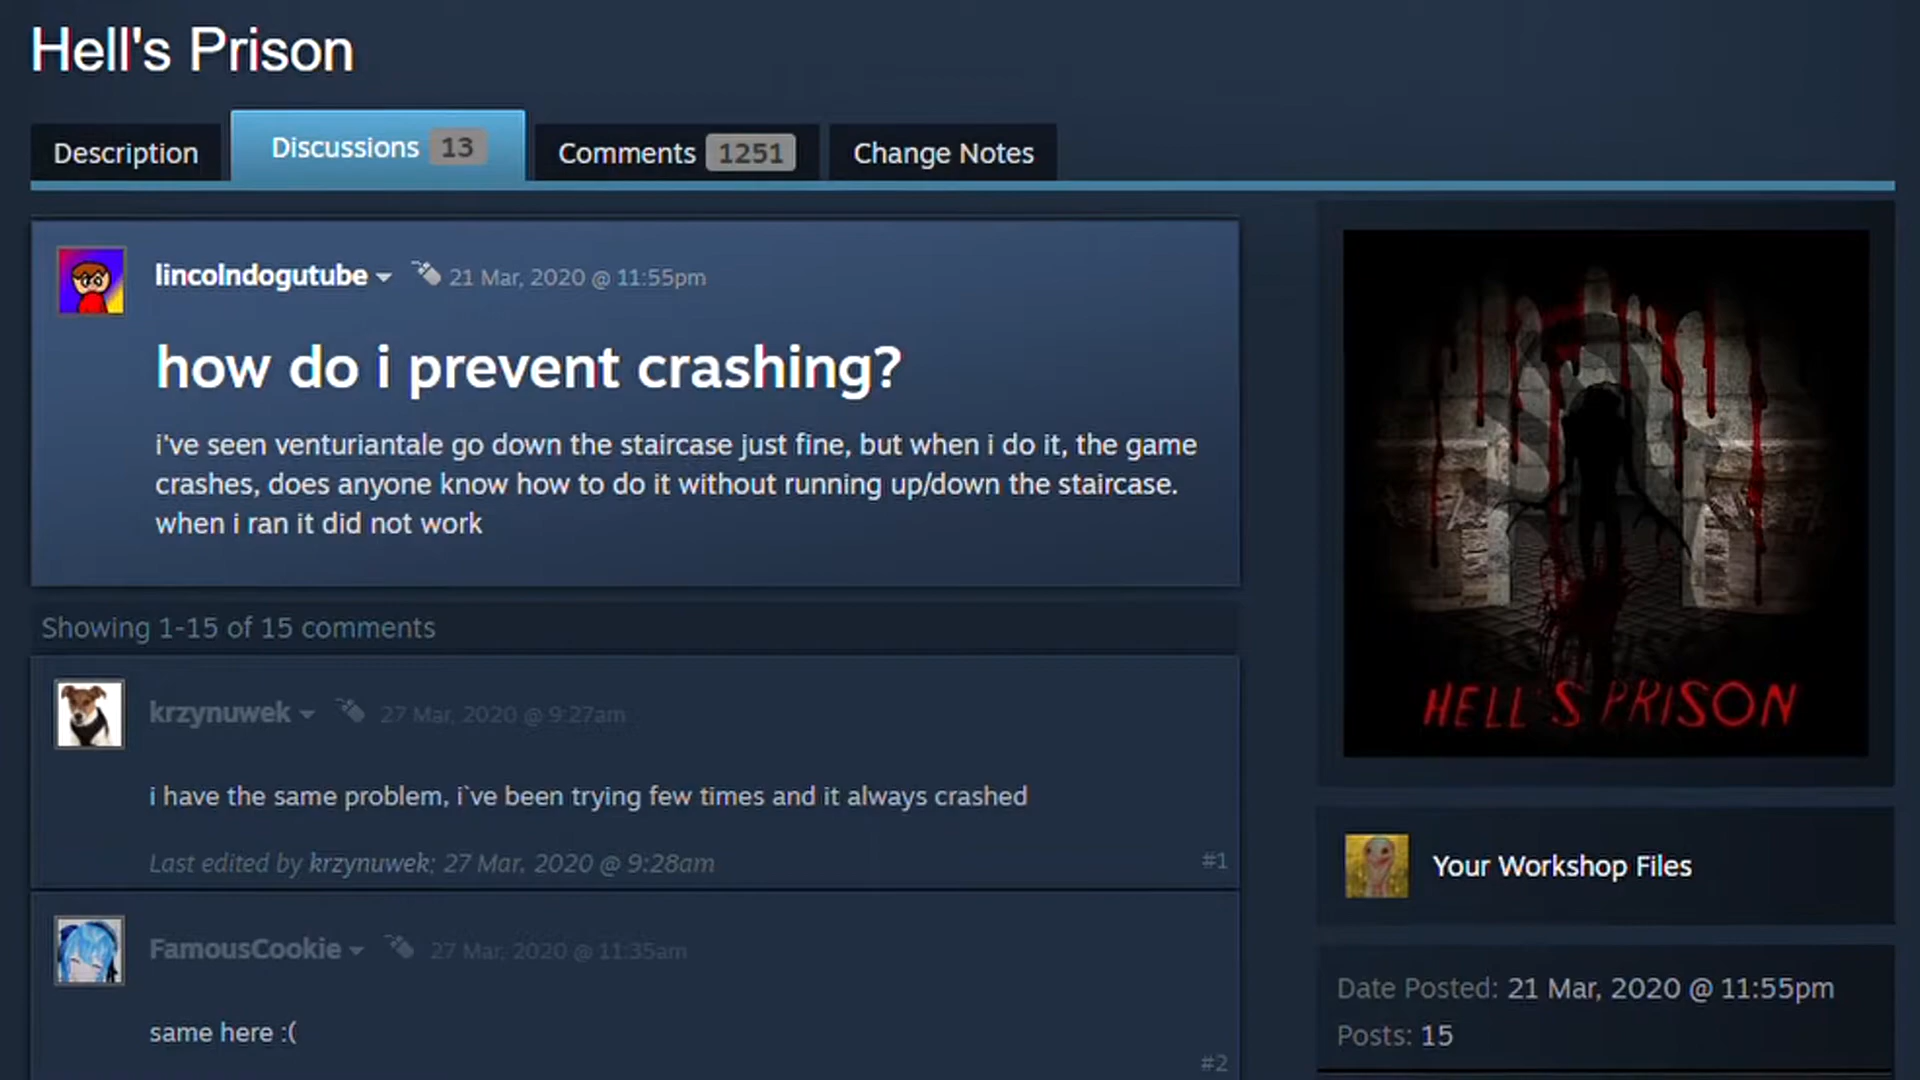 Hell's Prison
Description
Discussions 13
Comments 1251
Change Notes
lincolndogutube
21 Mar, 2020 @ 11:55pm
how do i prevent crashing?
i've seen venturiantale go down the staircase just fine, but when i do it, the game
crashes, does anyone know how to do it without running up/down the staircase.
when i ran it did not work
Showing 1-15 of 15 comments
krzynuwek
27 Mar, 2020 @ 9:27am
i have the same problem, i`ve been trying few times and it always crashed
Last edited by krzynuwek; 27 Mar, 2020 @ 9:28am
#1
FamousCookie
27 Mar, 2020 @ 11:35am
same here :(
#2
HELL'S PRISON
Your Workshop Files
Date Posted: 21 Mar, 2020 @ 11:55pm
Posts: 15